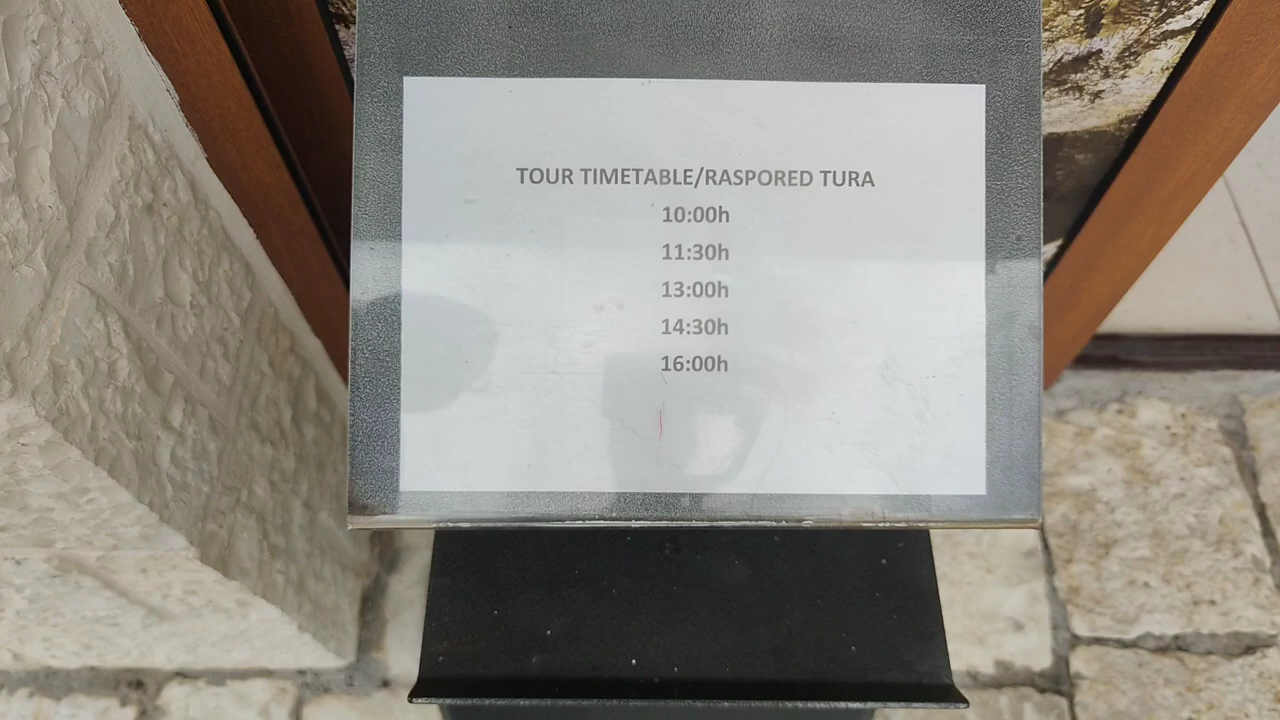 TOUR TIMETABLE/RASPORED TURA
10:00h
11:30h
13:00h
14:30h
16:00h